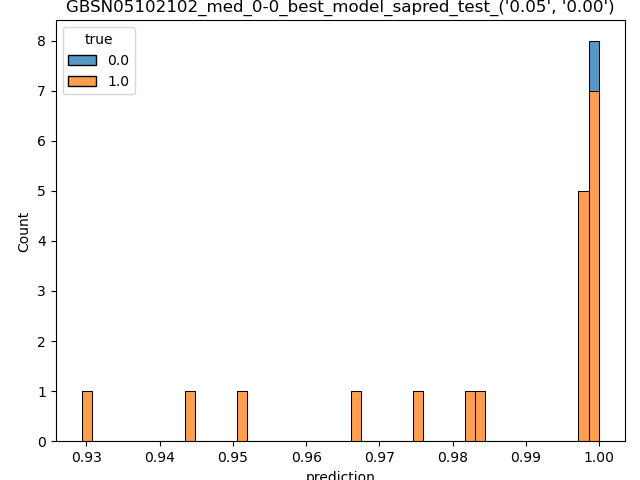 GBSN05102102_med_0-0_best_model_sapred_test_('0.05', '0.00')
true
0.0
1.0
Count
8
7
6
5
4
3
2
1
0
0.93 0.94 0.95 0.96 0.97 0.98 0.99 1.00
prediction